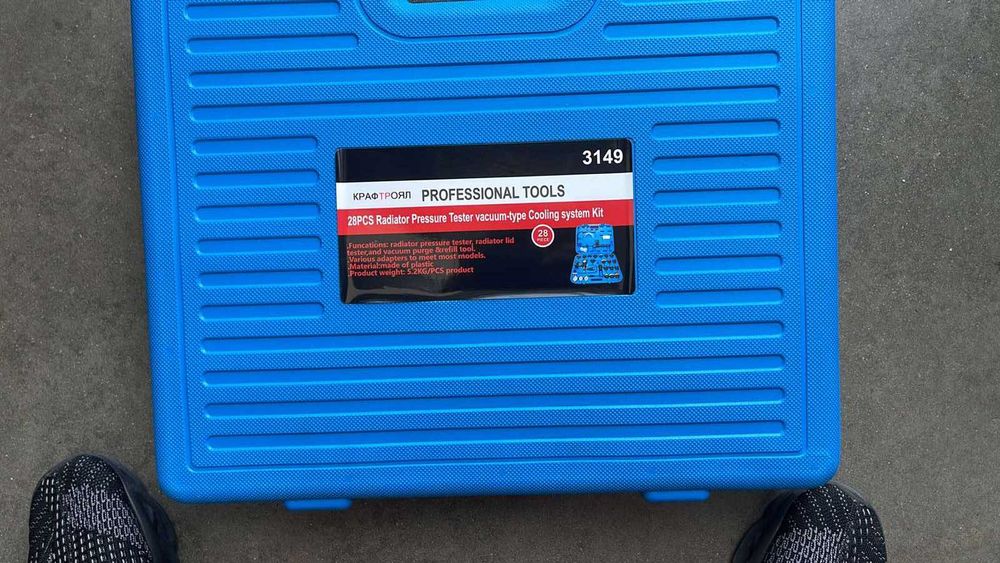 3149
КРАФТРОЯЛ PROFESSIONAL TOOLS
28PCS Radiator Pressure Tester vacuum-type Cooling system Kit
28
PIECE
.Funcations: radiator pressure tester, radiator lid
tester,and vacuum purge &refill tool.
.Various adapters to meet most models.
.Material:made of plastic
.Product weight: 5.2KG/PCS product